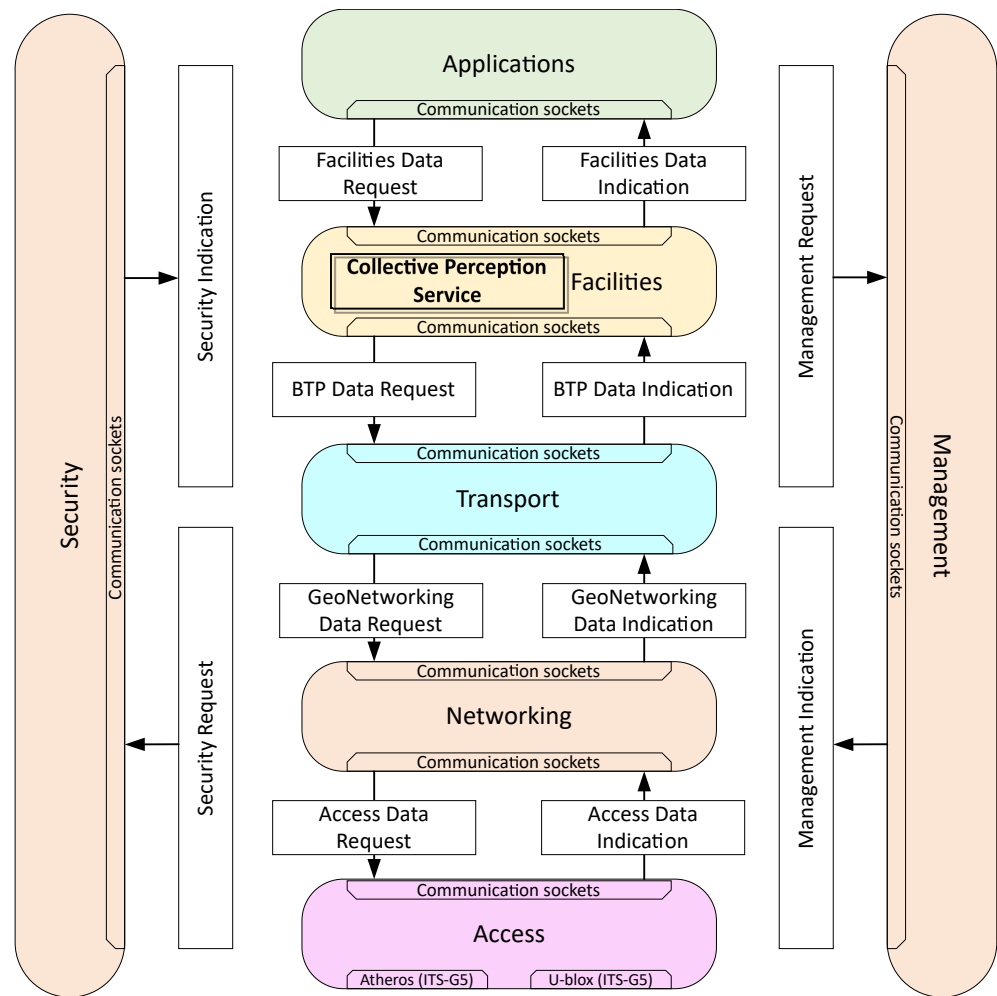 Applications
Communication sockets
Facilities Data
Request
Facilities Data
Indication
Communication sockets
Collective Perception
Service
Facilities
Communication sockets
BTP Data Request
BTP Data Indication
Communication sockets
Transport
Communication sockets
GeoNetworking
Data Request
GeoNetworking
Data Indication
Communication sockets
Networking
Communication sockets
Access Data
Request
Access Data
Indication
Communication sockets
Access
Atheros (ITS-G5)
U-blox (ITS-G5)
Security
Communication sockets
Security Indication
Security Request
Management Request
Management Indication
Communication sockets
Management